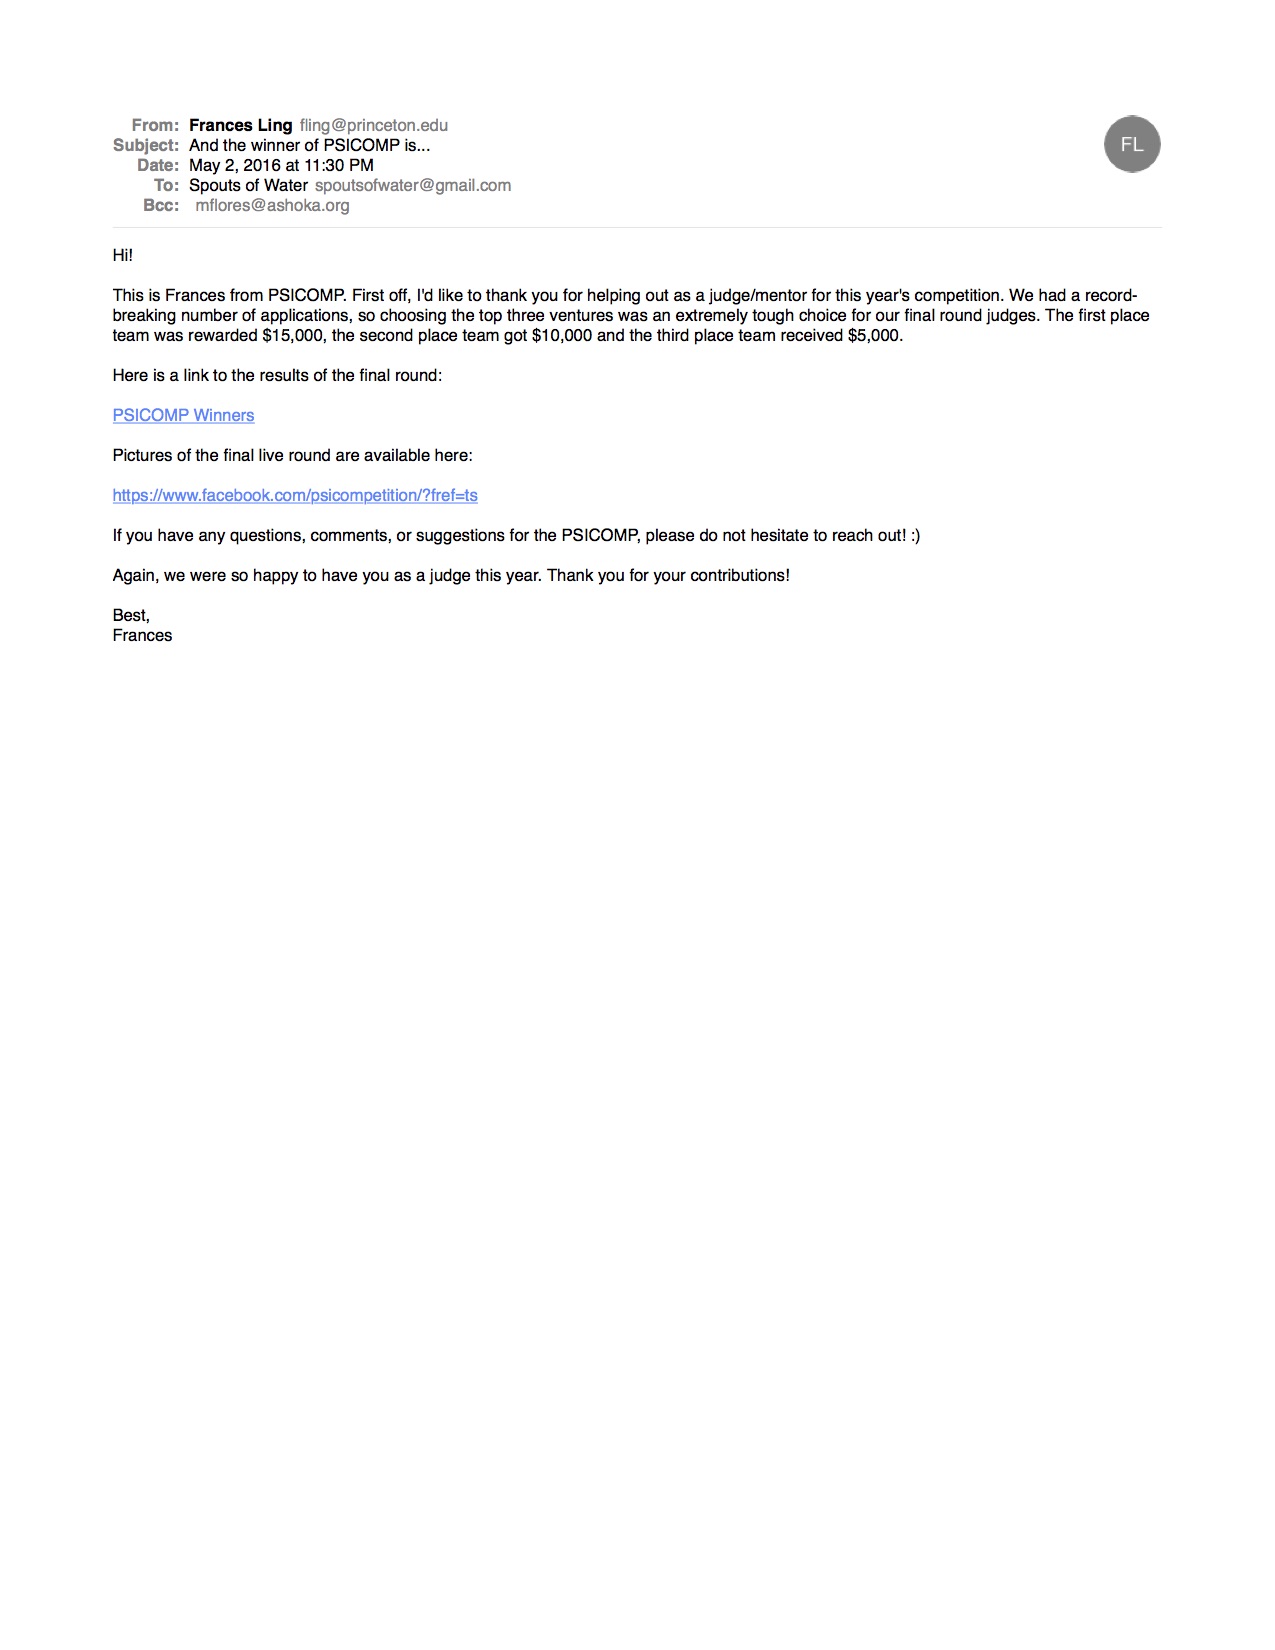 From: Frances Ling fling@princeton.edu
Subject: And the winner of PSICOMP is...
Date: May 2, 2016 at 11:30 PM
To: Spouts of Water spoutsofwater@gmail.com
Bcc: mflores@ashoka.org
FL
Hi!
This is Frances from PSICOMP. First off, I'd like to thank you for helping out as a judge/mentor for this year's competition. We had a record-
breaking number of applications, so choosing the top three ventures was an extremely tough choice for our final round judges. The first place
team was rewarded $15,000, the second place team got $10,000 and the third place team received $5,000.
Here is a link to the results of the final round:
PSICOMP Winners
Pictures of the final live round are available here:
https://www.facebook.com/psicompetition/?fref=ts
If you have any questions, comments, or suggestions for the PSICOMP, please do not hesitate to reach out! :)
Again, we were so happy to have you as a judge this year. Thank you for your contributions!
Best,
Frances